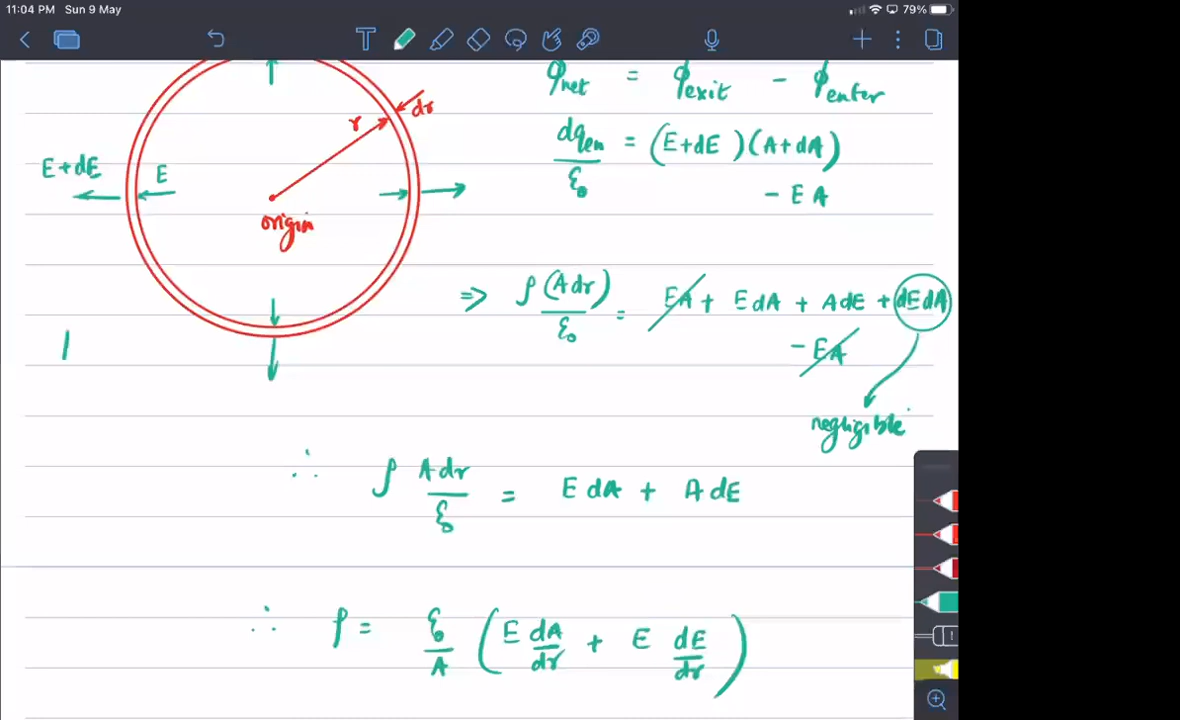 11:04 PM Sun 9 May 79%
T
ϕnet = ϕexit − ϕenter
dr
r
dqen/ε₀ = (E+dE)(A+dA)
− EA
E+dE
E
origin
⇒ ρ(Adr)/ε₀ = EA + EdA + AdE + dEdA
− EA
negligible
∴ ρ Adr/ε₀ = EdA + AdE
∴ ρ = ε₀/A (E dA/dr + E dE/dr)